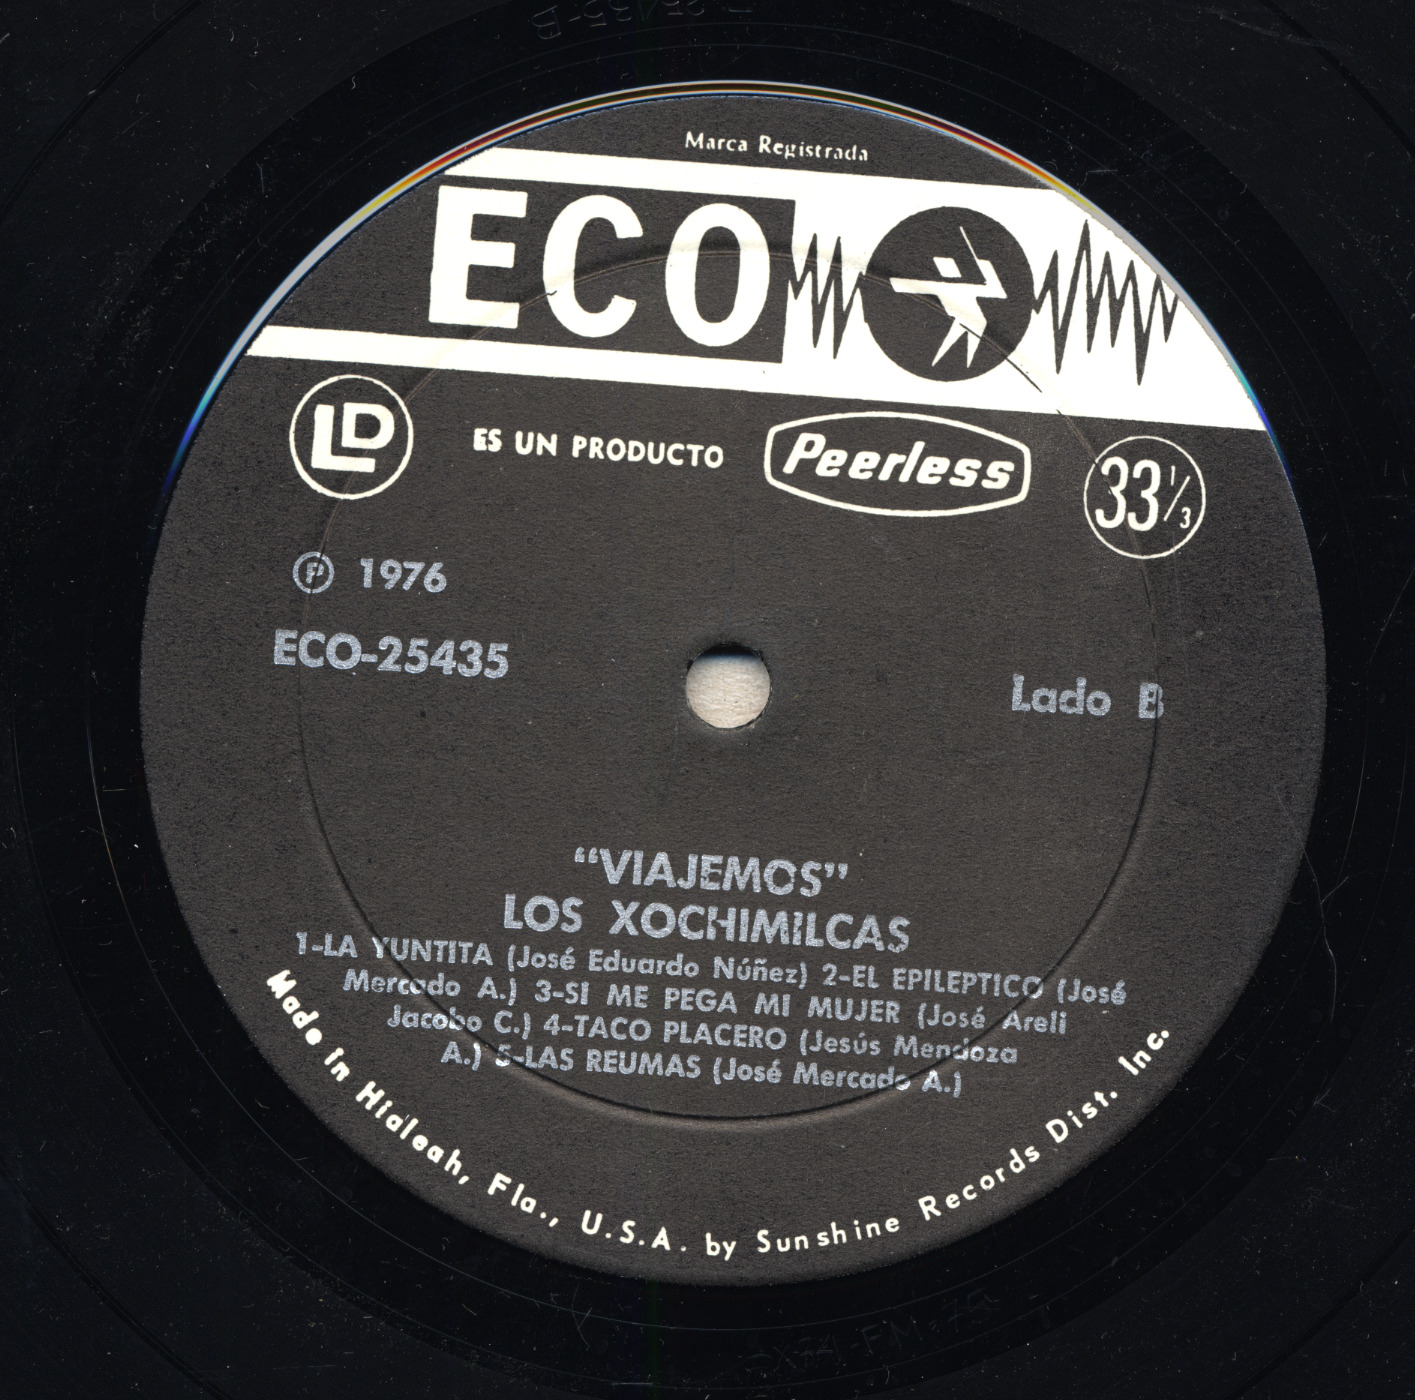 Marca Registrada
ECO
LD ES UN PRODUCTO Peerless 33 1/3
Ⓟ 1976
ECO-25435
Lado B
“VIAJEMOS”
LOS XOCHIMILCAS
1-LA YUNTITA (José Eduardo Núñez) 2-EL EPILEPTICO (José
Mercado A.) 3-SI ME PEGA MI MUJER (José Areli
Jacobo C.) 4-TACO PLACERO (Jesús Mendoza
A.) 5-LAS REUMAS (José Mercado A.)
Made in Hialeah, Fla., U.S.A. by Sunshine Records Dist. Inc.